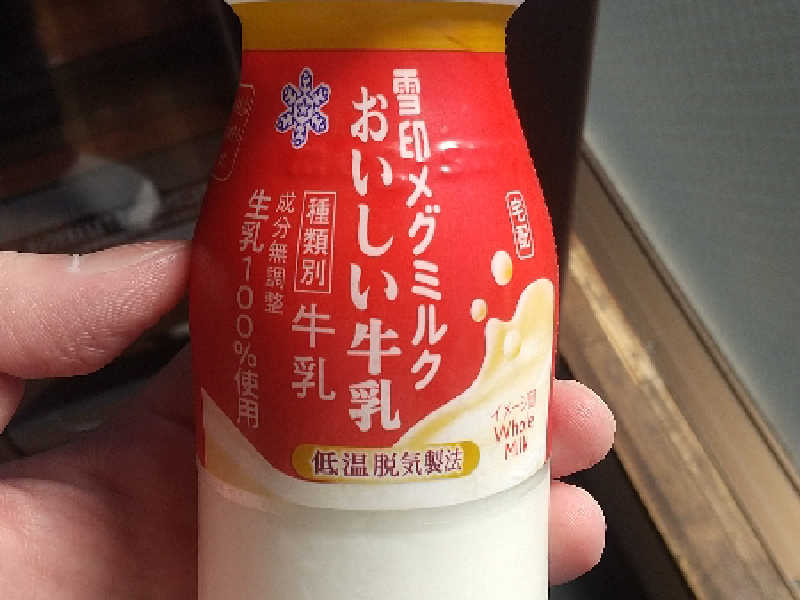 雪印メグミルク
おいしい牛乳
種類別
牛乳
成分無調整
生乳100%使用
宅配
イメージ図
Whole
Milk
低温脱気製法